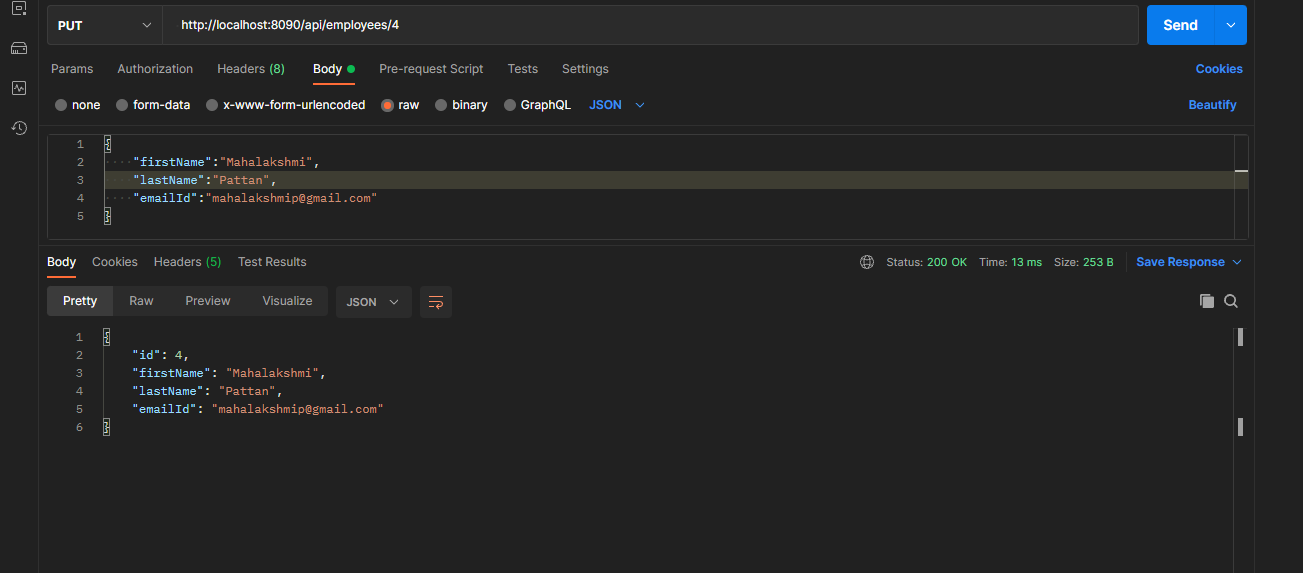 PUT http://localhost:8090/api/employees/4 Send
Params Authorization Headers (8) Body Pre-request Script Tests Settings Cookies
none form-data x-www-form-urlencoded raw binary GraphQL JSON Beautify
1 {
2 "firstName":"Mahalakshmi",
3 "lastName":"Pattan",
4 "emailId":"mahalakshmip@gmail.com"
5 }
Body Cookies Headers (5) Test Results Status: 200 OK Time: 13 ms Size: 253 B Save Response
Pretty Raw Preview Visualize JSON
1 {
2 "id": 4,
3 "firstName": "Mahalakshmi",
4 "lastName": "Pattan",
5 "emailId": "mahalakshmip@gmail.com"
6 }